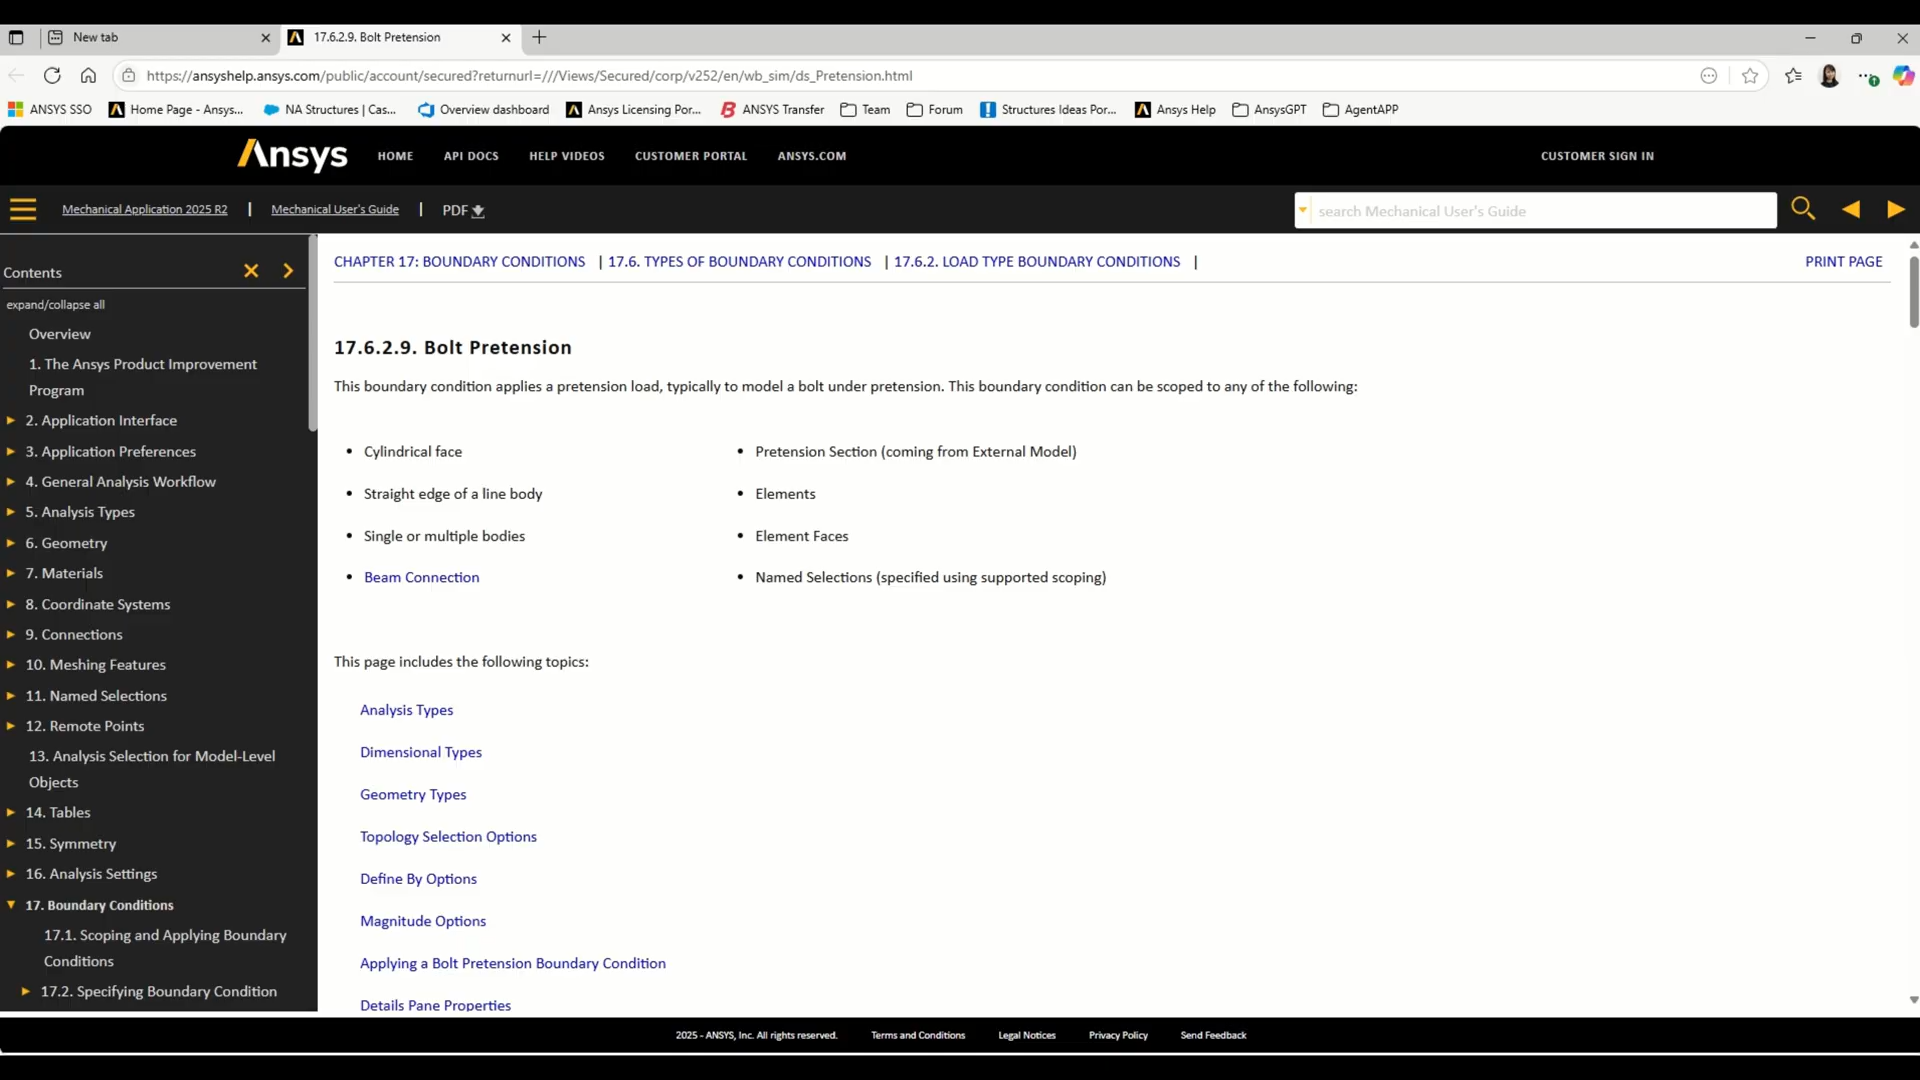 New tab
17.6.2.9. Bolt Pretension
https://ansyshelp.ansys.com/public/account/secured?returnurl=///Views/Secured/corp/v252/en/wb_sim/ds_Pretension.html
ANSYS SSO
Home Page - Ansys...
NA Structures | Cas...
Overview dashboard
Ansys Licensing Por...
ANSYS Transfer
Team
Forum
Structures Ideas Por...
Ansys Help
AnsysGPT
AgentAPP
Ansys
HOME
API DOCS
HELP VIDEOS
CUSTOMER PORTAL
ANSYS.COM
CUSTOMER SIGN IN
Mechanical Application 2025 R2 | Mechanical User's Guide | PDF
search Mechanical User's Guide
Contents
expand/collapse all
Overview
1. The Ansys Product Improvement
Program
2. Application Interface
3. Application Preferences
4. General Analysis Workflow
5. Analysis Types
6. Geometry
7. Materials
8. Coordinate Systems
9. Connections
10. Meshing Features
11. Named Selections
12. Remote Points
13. Analysis Selection for Model-Level
Objects
14. Tables
15. Symmetry
16. Analysis Settings
17. Boundary Conditions
17.1. Scoping and Applying Boundary
Conditions
17.2. Specifying Boundary Condition
CHAPTER 17: BOUNDARY CONDITIONS | 17.6. TYPES OF BOUNDARY CONDITIONS | 17.6.2. LOAD TYPE BOUNDARY CONDITIONS |
PRINT PAGE
17.6.2.9. Bolt Pretension
This boundary condition applies a pretension load, typically to model a bolt under pretension. This boundary condition can be scoped to any of the following:
• Cylindrical face
• Straight edge of a line body
• Single or multiple bodies
• Beam Connection
• Pretension Section (coming from External Model)
• Elements
• Element Faces
• Named Selections (specified using supported scoping)
This page includes the following topics:
Analysis Types
Dimensional Types
Geometry Types
Topology Selection Options
Define By Options
Magnitude Options
Applying a Bolt Pretension Boundary Condition
Details Pane Properties
2025 - ANSYS, Inc. All rights reserved.
Terms and Conditions
Legal Notices
Privacy Policy
Send Feedback